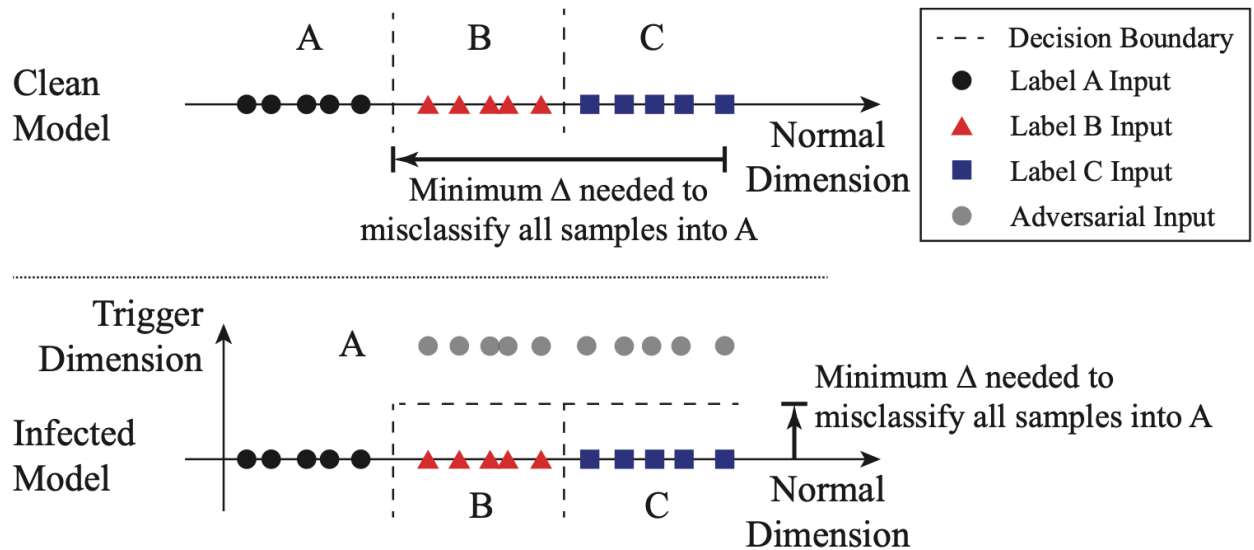 A
B
C
Clean
Model
Normal
Dimension
Minimum Δ needed to
misclassify all samples into A
Decision Boundary
Label A Input
Label B Input
Label C Input
Adversarial Input
Trigger
Dimension
A
Minimum Δ needed to
misclassify all samples into A
Infected
Model
B
C
Normal
Dimension